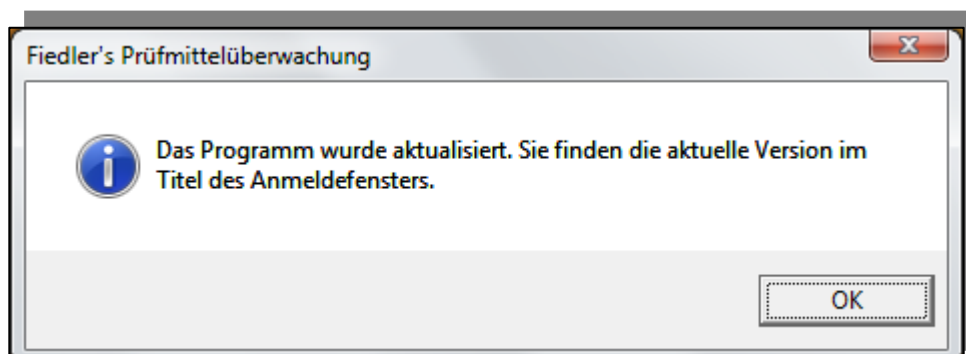 Fiedler's Prüfmittelüberwachung
Das Programm wurde aktualisiert. Sie finden die aktuelle Version im
Titel des Anmeldefensters.
OK